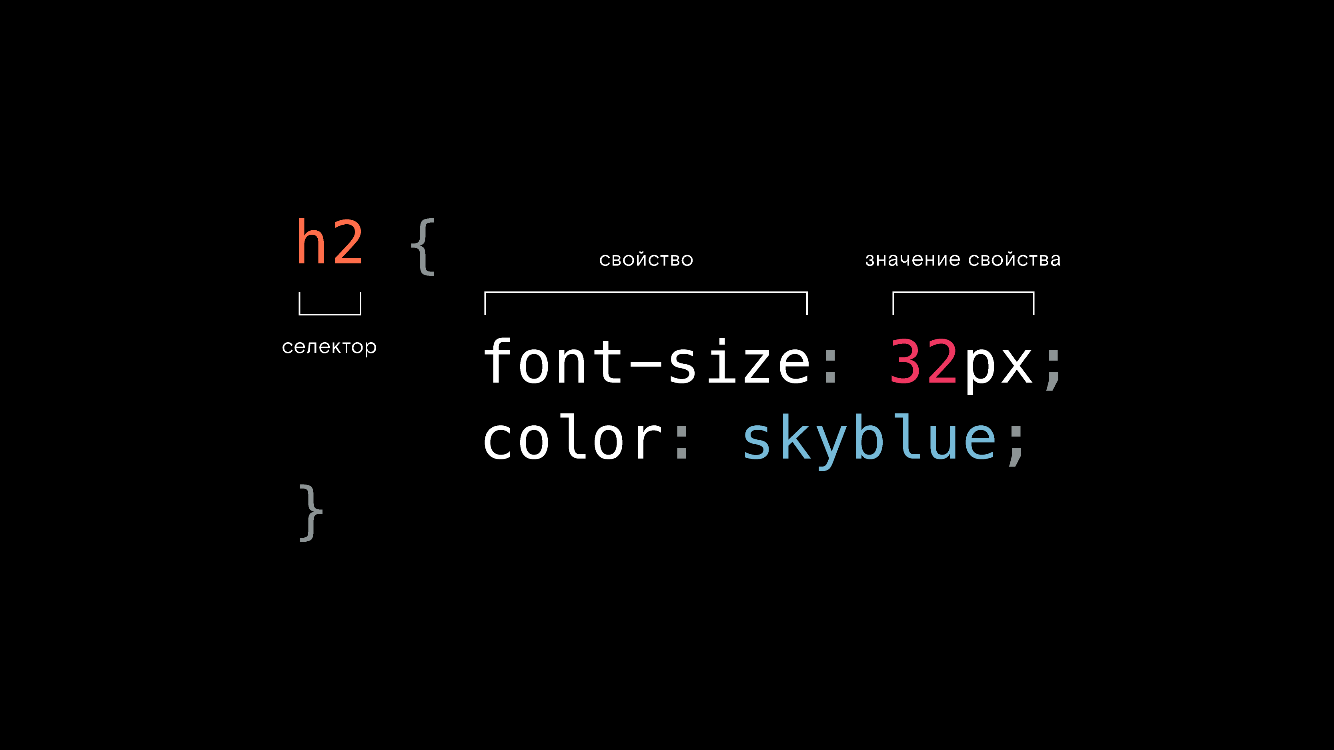 h2 {
селектор
свойство
значение свойства
font-size: 32px;
color: skyblue;
}